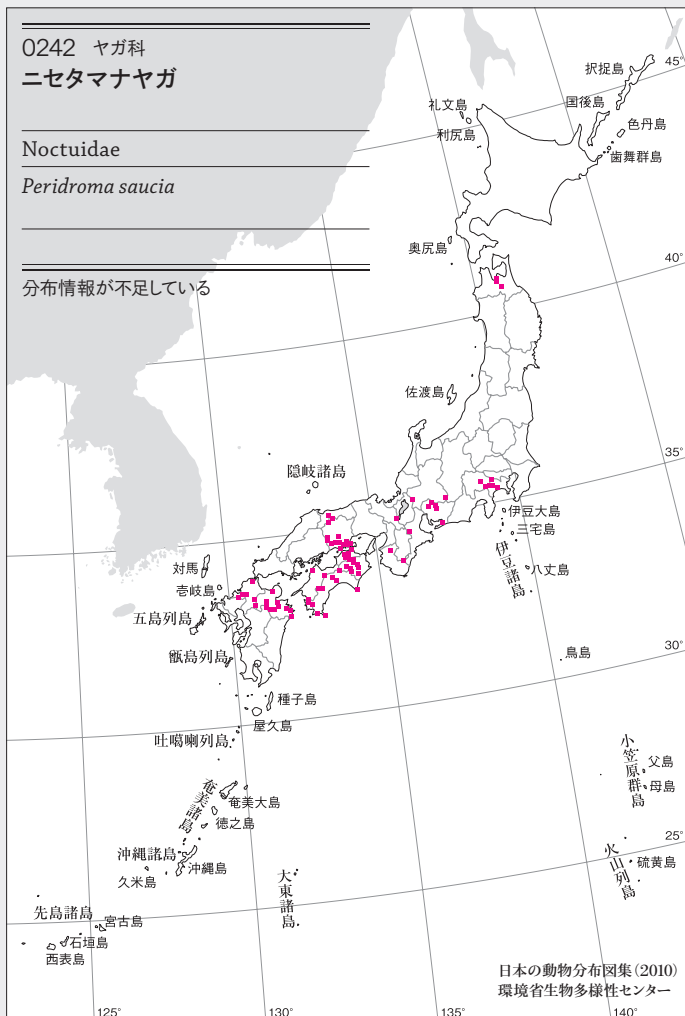 0242 ヤガ科
ニセタマナヤガ
Noctuidae
Peridroma saucia
分布情報が不足している
45°
択捉島
国後島
礼文島
色丹島
利尻島
歯舞群島
奥尻島
40°
佐渡島
35°
隠岐諸島
伊豆大島
三宅島
伊豆諸島
八丈島
対馬
壱岐島
五島列島
甑島列島
鳥島
30°
種子島
屋久島
吐噶喇列島
小笠原群島
父島
母島
奄美諸島
奄美大島
徳之島
25°
沖縄諸島
沖縄島
久米島
火山列島
硫黄島
大東諸島
先島諸島
宮古島
石垣島
西表島
日本の動物分布図集(2010)
環境省生物多様性センター
125°
130°
135°
140°